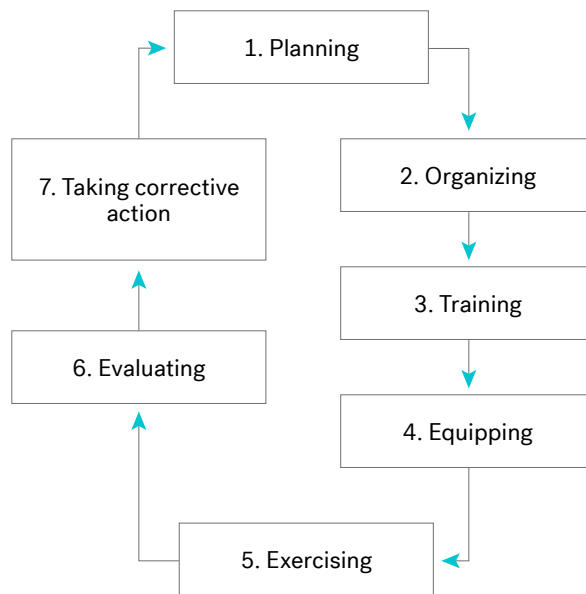 1. Planning
2. Organizing
3. Training
4. Equipping
5. Exercising
6. Evaluating
7. Taking corrective
action